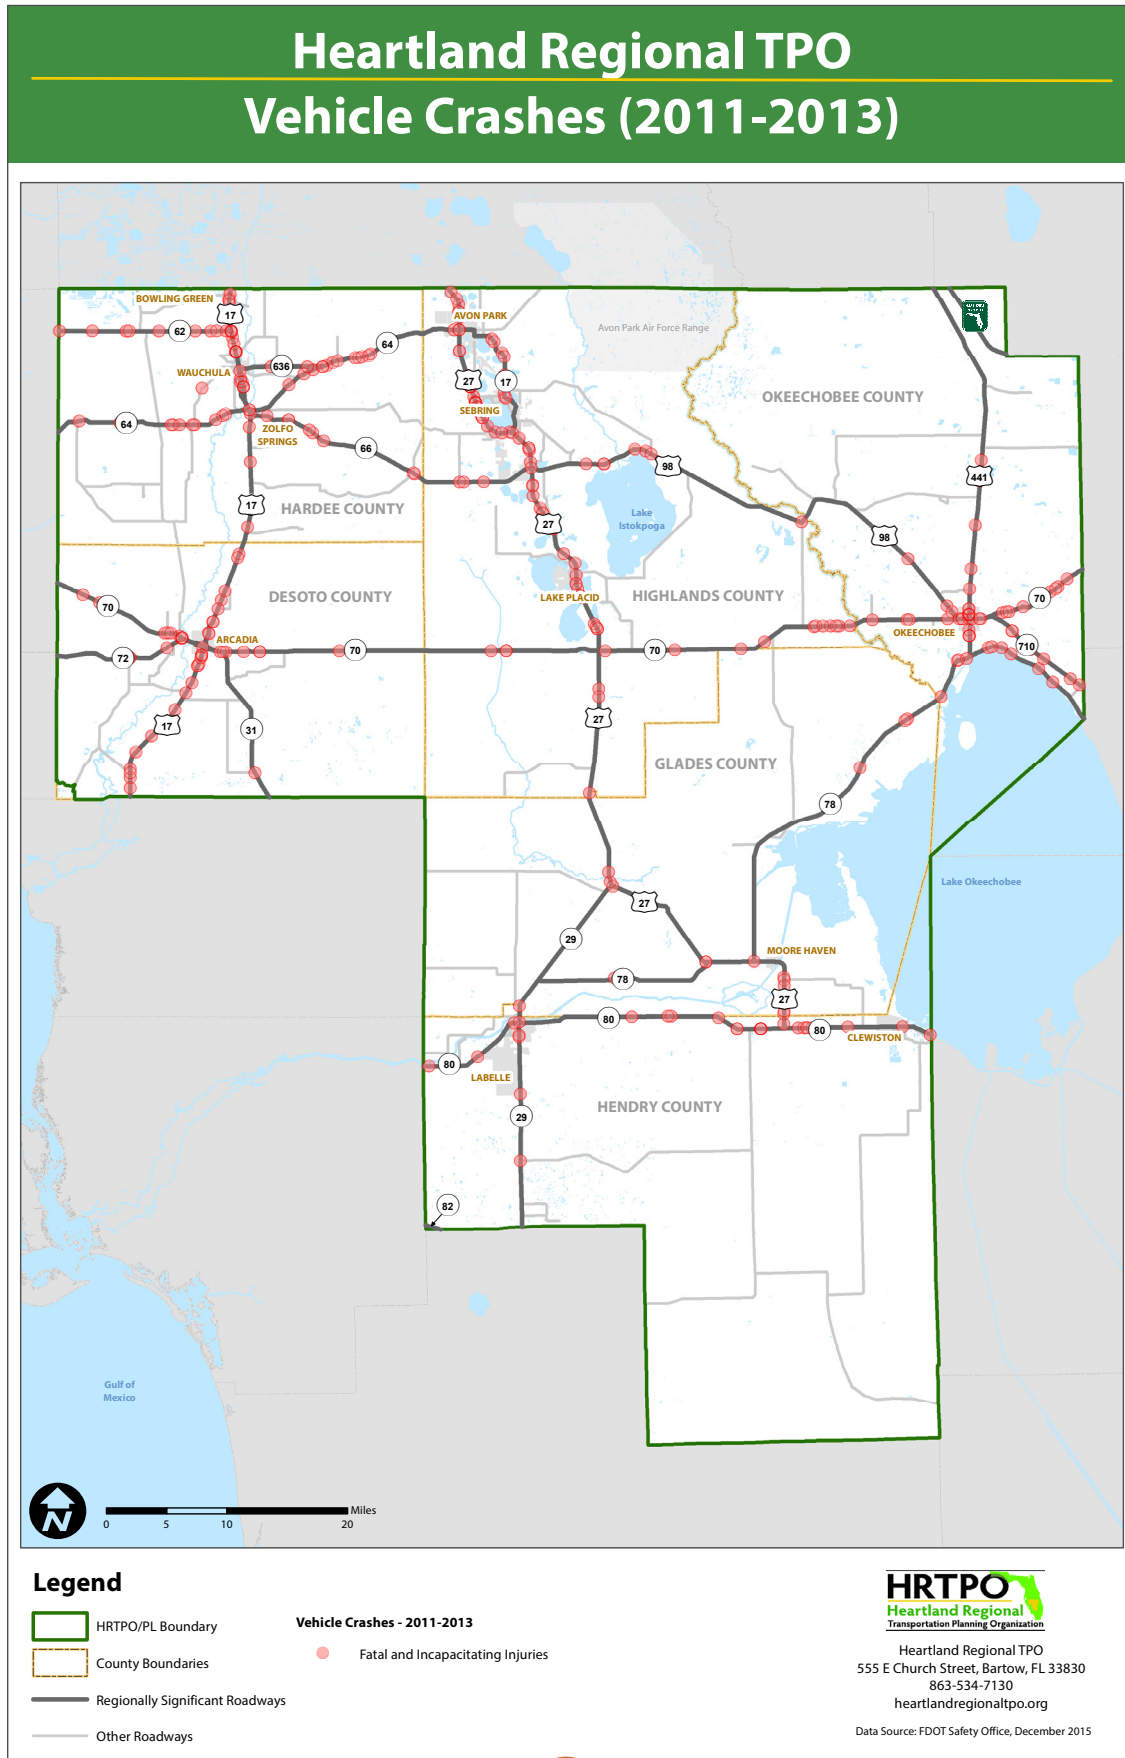 Heartland Regional TPO
Vehicle Crashes (2011-2013)
BOWLING GREEN
17
62
AVON PARK
Avon Park Air Force Range
64
636
WAUCHULA
27
17
OKEECHOBEE COUNTY
SEBRING
64
ZOLFO
SPRINGS
66
98
441
17
HARDEE COUNTY
Lake
Istokpoga
27
98
70
DESOTO COUNTY
LAKE PLACID
HIGHLANDS COUNTY
70
OKEECHOBEE
ARCADIA
72
70
70
710
17
31
27
GLADES COUNTY
78
Lake Okeechobee
27
29
MOORE HAVEN
78
27
80
80
CLEWISTON
80
LABELLE
HENDRY COUNTY
29
82
Gulf of
Mexico
N
Miles
0 5 10 20
Legend
HRTPO/PL Boundary
County Boundaries
Regionally Significant Roadways
Other Roadways
Vehicle Crashes - 2011-2013
Fatal and Incapacitating Injuries
HRTPO
Heartland Regional
Transportation Planning Organization
Heartland Regional TPO
555 E Church Street, Bartow, FL 33830
863-534-7130
heartlandregionaltpo.org
Data Source: FDOT Safety Office, December 2015